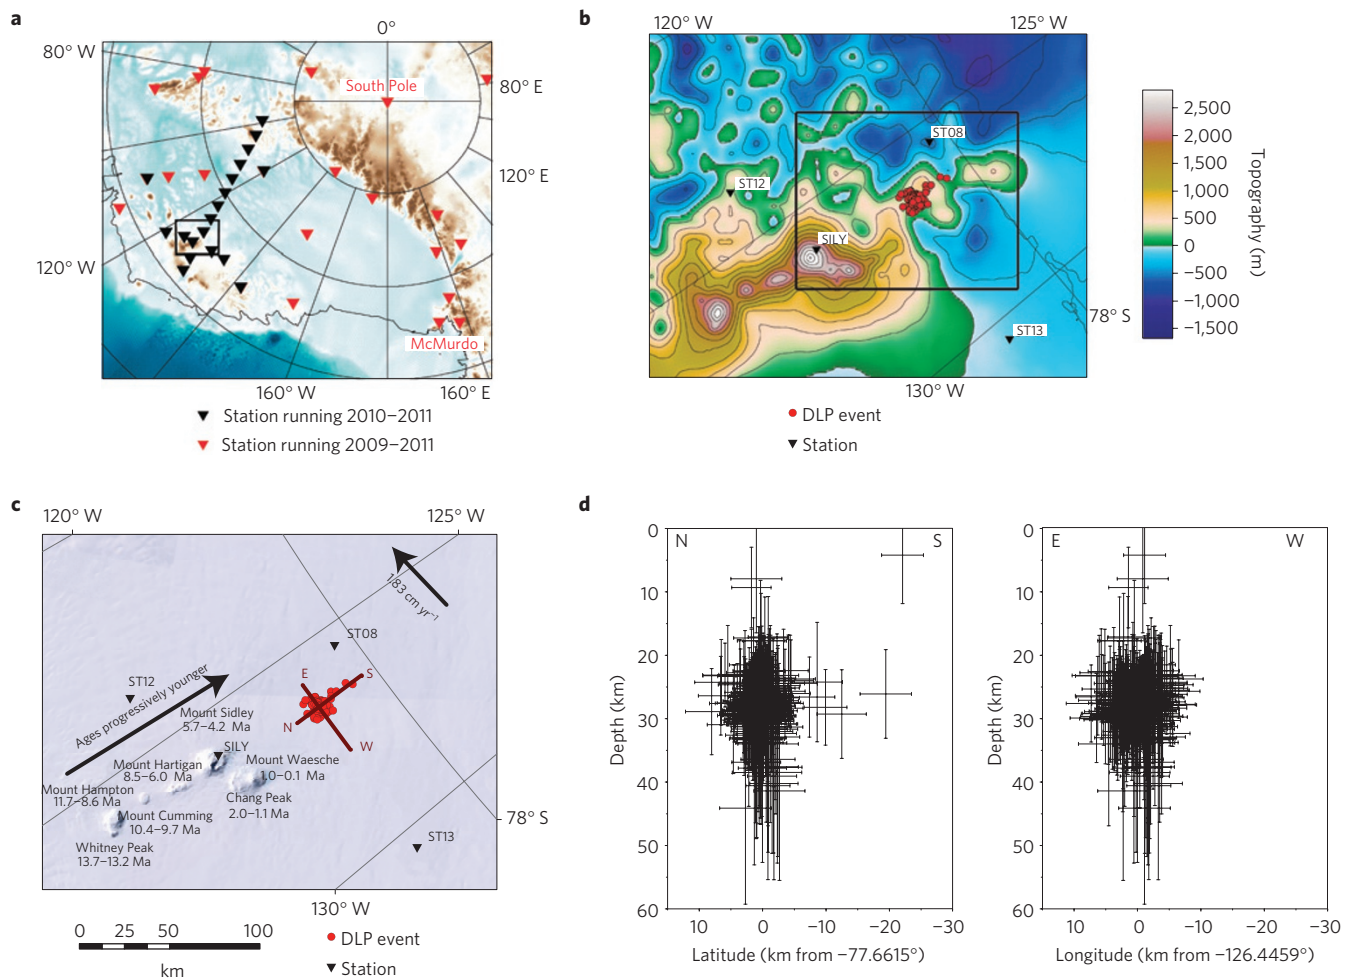 a
0°
80° W
South Pole
80° E
120° E
120° W
McMurdo
160° W
160° E
Station running 2010–2011
Station running 2009–2011
b
120° W
125° W
ST08
ST12
SILY
ST13
78° S
130° W
DLP event
Station
2,500
2,000
1,500
1,000
500
0
−500
−1,000
−1,500
Topography (m)
c
120° W
125° W
1.83 cm yr⁻¹
ST08
ST12
Ages progressively younger
E
S
N
W
Mount Sidley
5.7–4.2 Ma
SILY
Mount Hartigan
8.5–6.0 Ma
Mount Waesche
1.0–0.1 Ma
Mount Hampton
11.7–8.6 Ma
Chang Peak
2.0–1.1 Ma
Mount Cumming
10.4–9.7 Ma
Whitney Peak
13.7–13.2 Ma
ST13
78° S
130° W
0 25 50 100
km
DLP event
Station
d
N
S
0
10
20
30
40
50
60
Depth (km)
10 0 −10 −20 −30
Latitude (km from −77.6615°)
E
W
0
10
20
30
40
50
60
Depth (km)
10 0 −10 −20 −30
Longitude (km from −126.4459°)